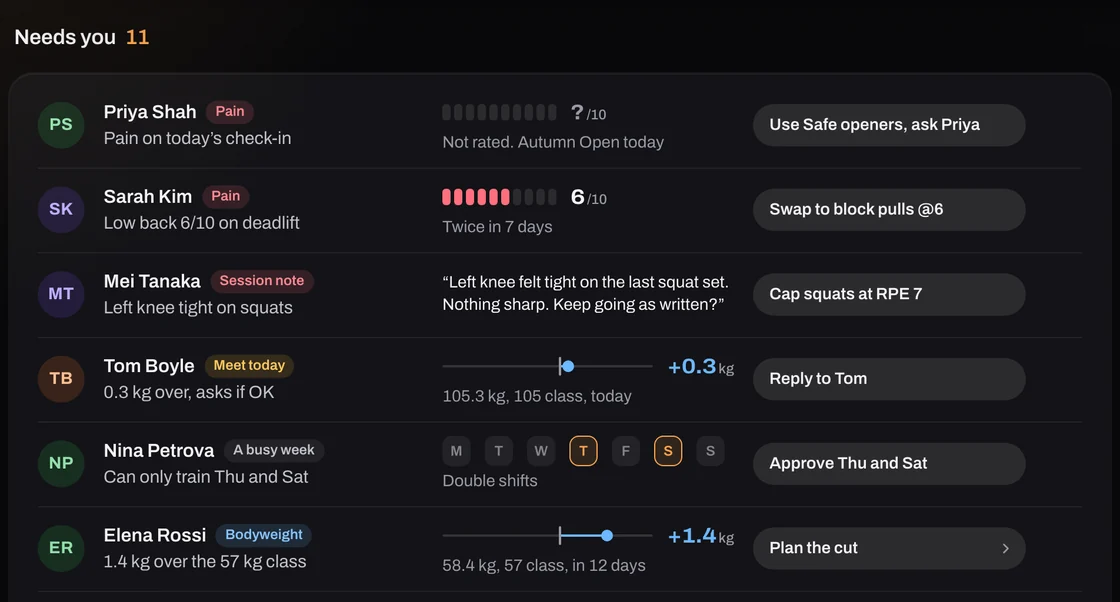 Needs you 11
PS
Priya Shah Pain
Pain on today’s check-in
?/10
Not rated. Autumn Open today
Use Safe openers, ask Priya
SK
Sarah Kim Pain
Low back 6/10 on deadlift
6/10
Twice in 7 days
Swap to block pulls @6
MT
Mei Tanaka Session note
Left knee tight on squats
“Left knee felt tight on the last squat set.
Nothing sharp. Keep going as written?”
Cap squats at RPE 7
TB
Tom Boyle Meet today
0.3 kg over, asks if OK
+0.3 kg
105.3 kg, 105 class, today
Reply to Tom
NP
Nina Petrova A busy week
Can only train Thu and Sat
M T W T F S S
Double shifts
Approve Thu and Sat
ER
Elena Rossi Bodyweight
1.4 kg over the 57 kg class
+1.4 kg
58.4 kg, 57 class, in 12 days
Plan the cut